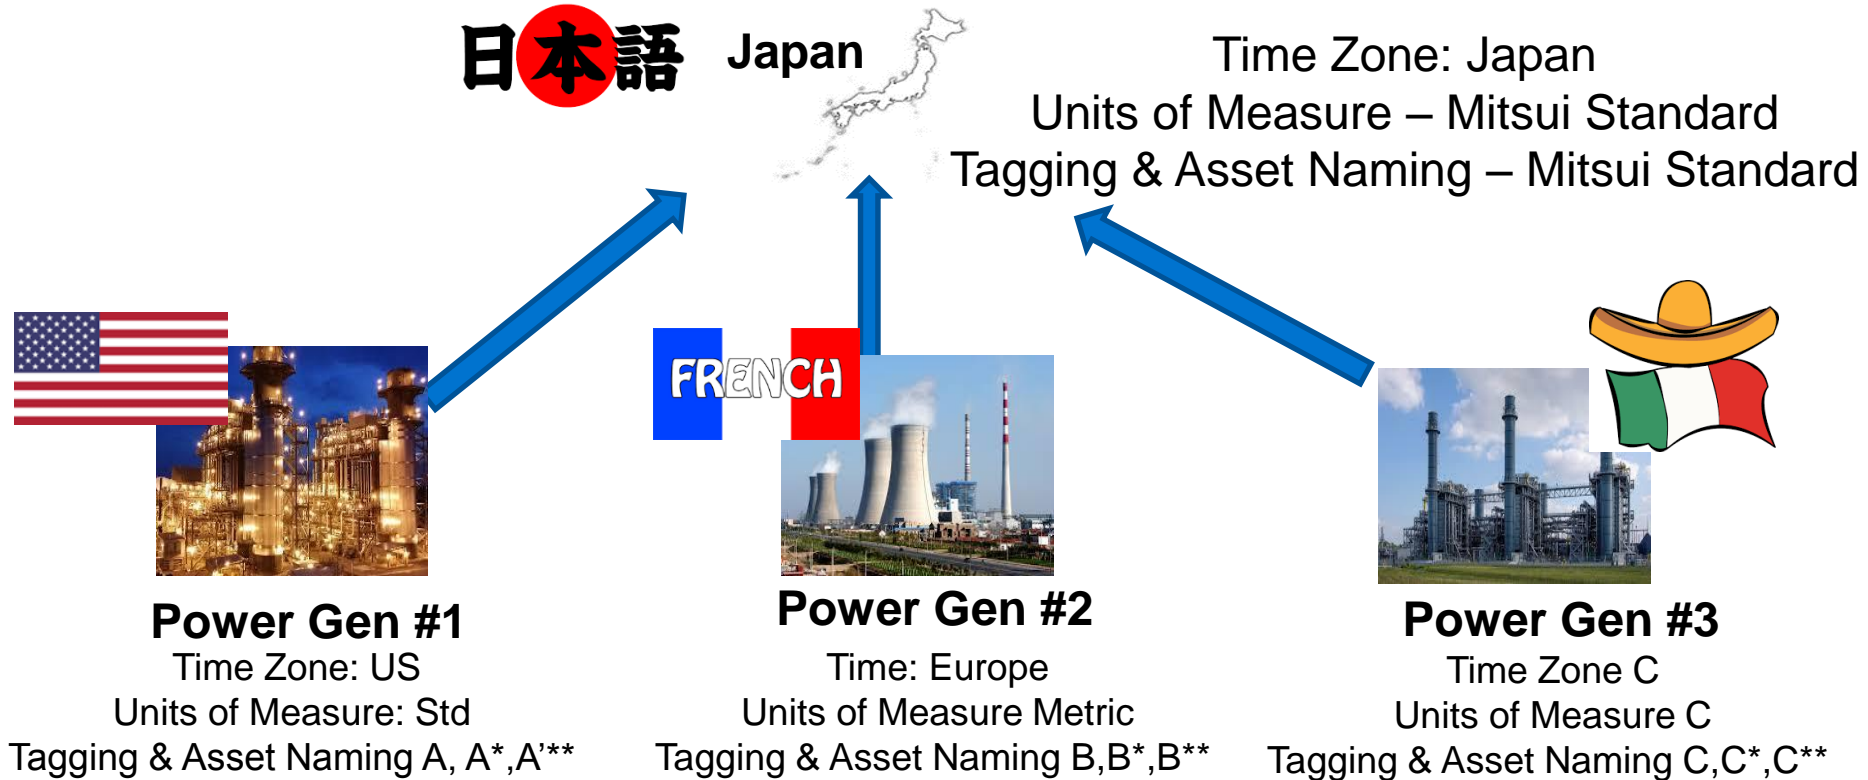 日本語
Japan
Time Zone: Japan
Units of Measure – Mitsui Standard
Tagging & Asset Naming – Mitsui Standard
FRENCH
Power Gen #1
Time Zone: US
Units of Measure: Std
Tagging & Asset Naming A, A*,A’**
Power Gen #2
Time: Europe
Units of Measure Metric
Tagging & Asset Naming B,B*,B**
Power Gen #3
Time Zone C
Units of Measure C
Tagging & Asset Naming C,C*,C**